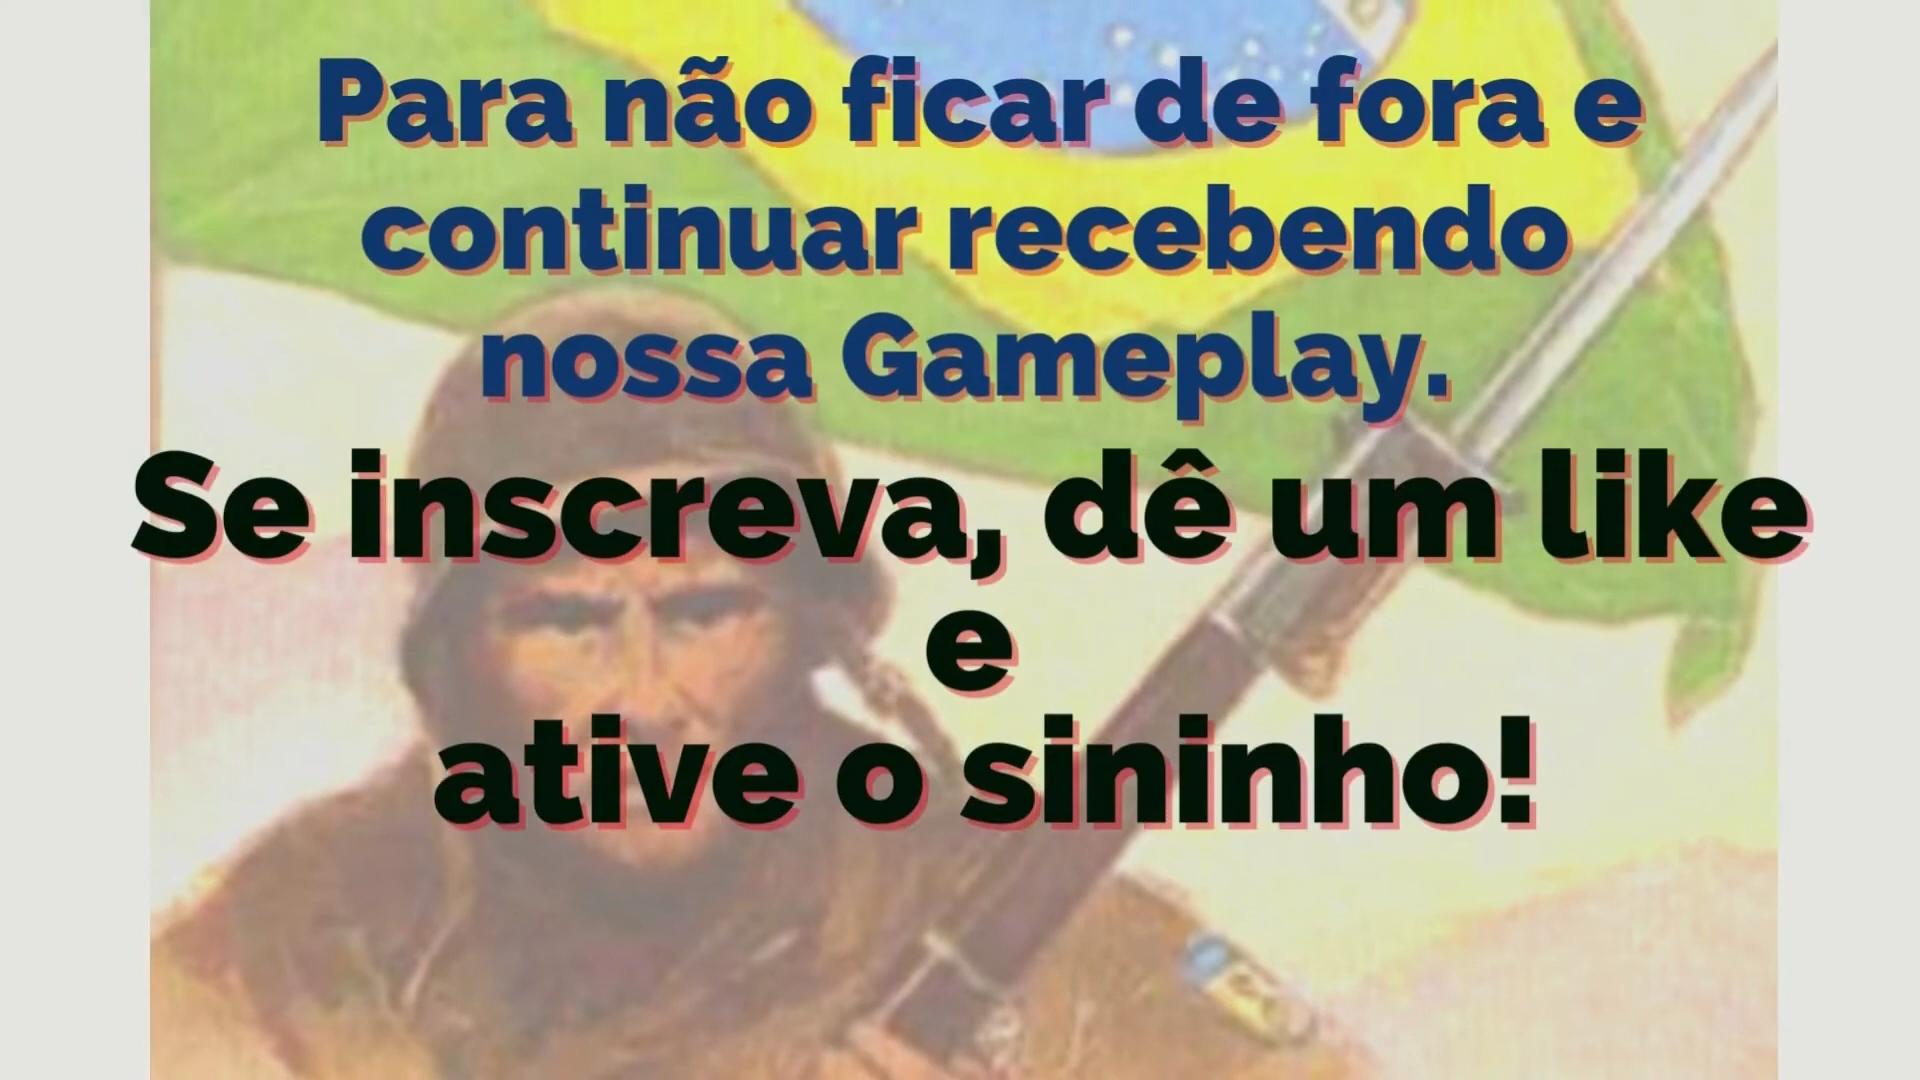 Para não ficar de fora e
continuar recebendo
nossa Gameplay.
Se inscreva, dê um like
e
ative o sininho!